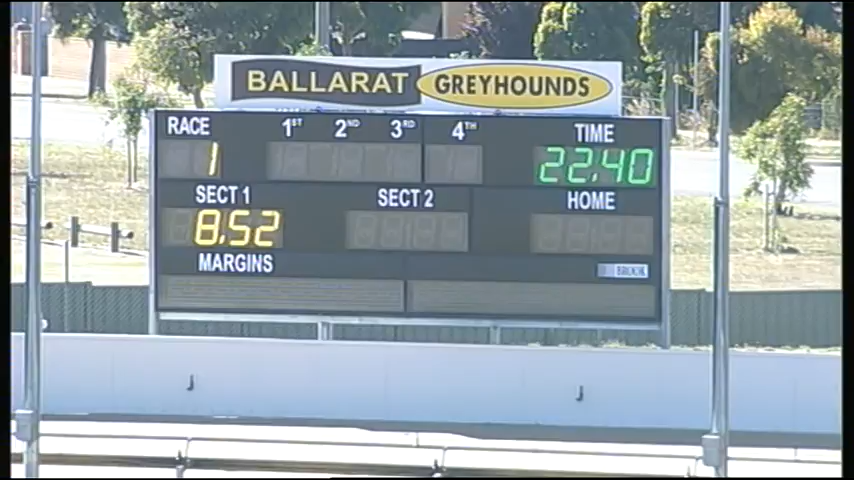 BALLARAT GREYHOUNDS
RACE 1ST 2ND 3RD 4TH TIME
1 22.40
SECT 1 SECT 2 HOME
8.52
MARGINS
BROOK